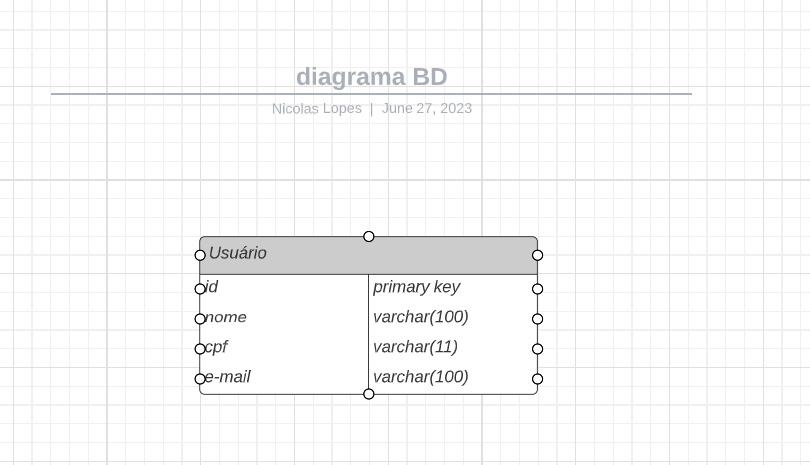 diagrama BD
Nicolas Lopes | June 27, 2023
Usuário
id primary key
nome varchar(100)
cpf varchar(11)
e-mail varchar(100)